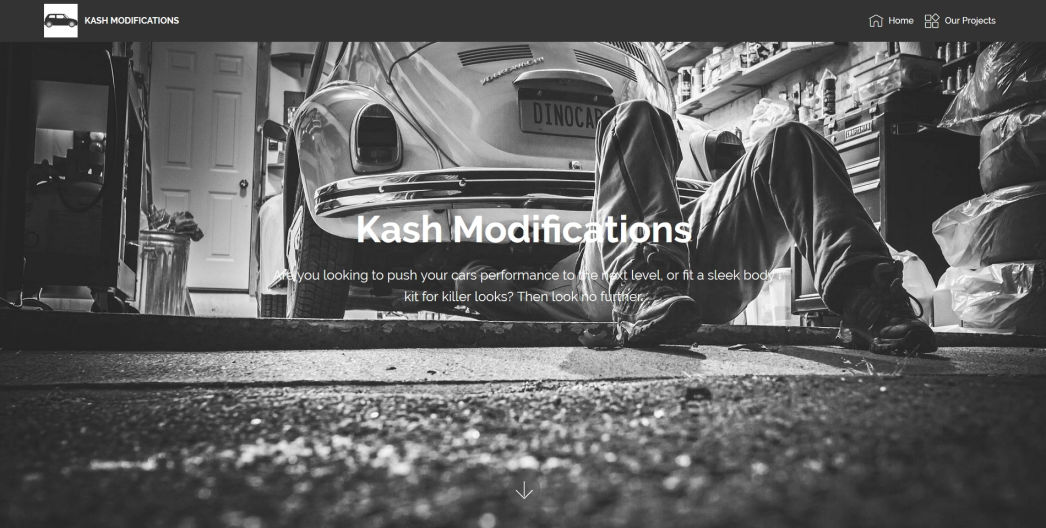 KASH MODIFICATIONS
Home
Our Projects
VOLKSWAGEN
DINOCAR
Kash Modifications
Are you looking to push your cars performance to the next level, or fit a sleek body
kit for killer looks? Then look no further.